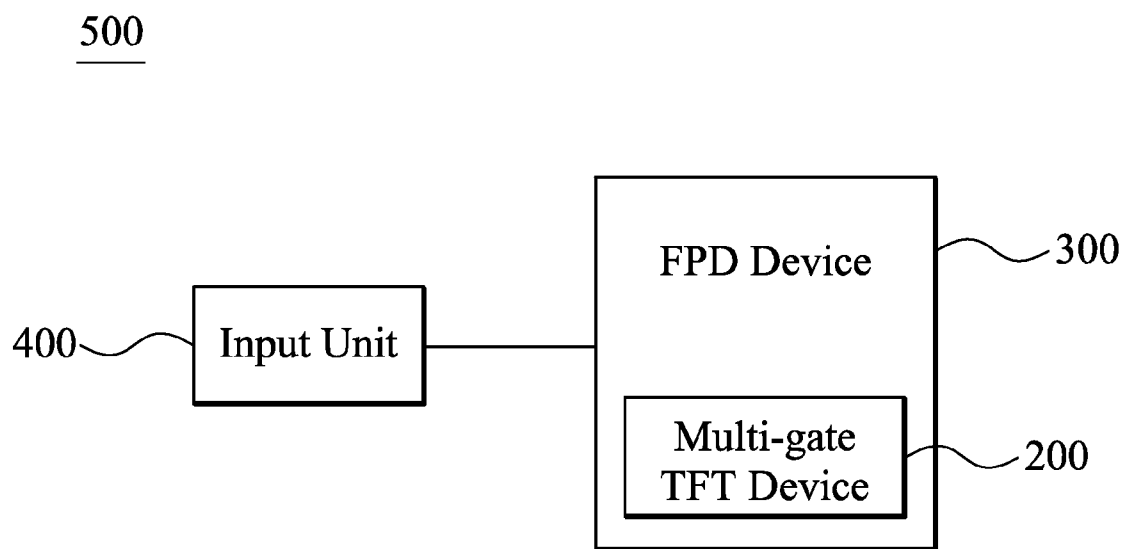 500
FPD Device
300
400
Input Unit
Multi-gate
TFT Device
200